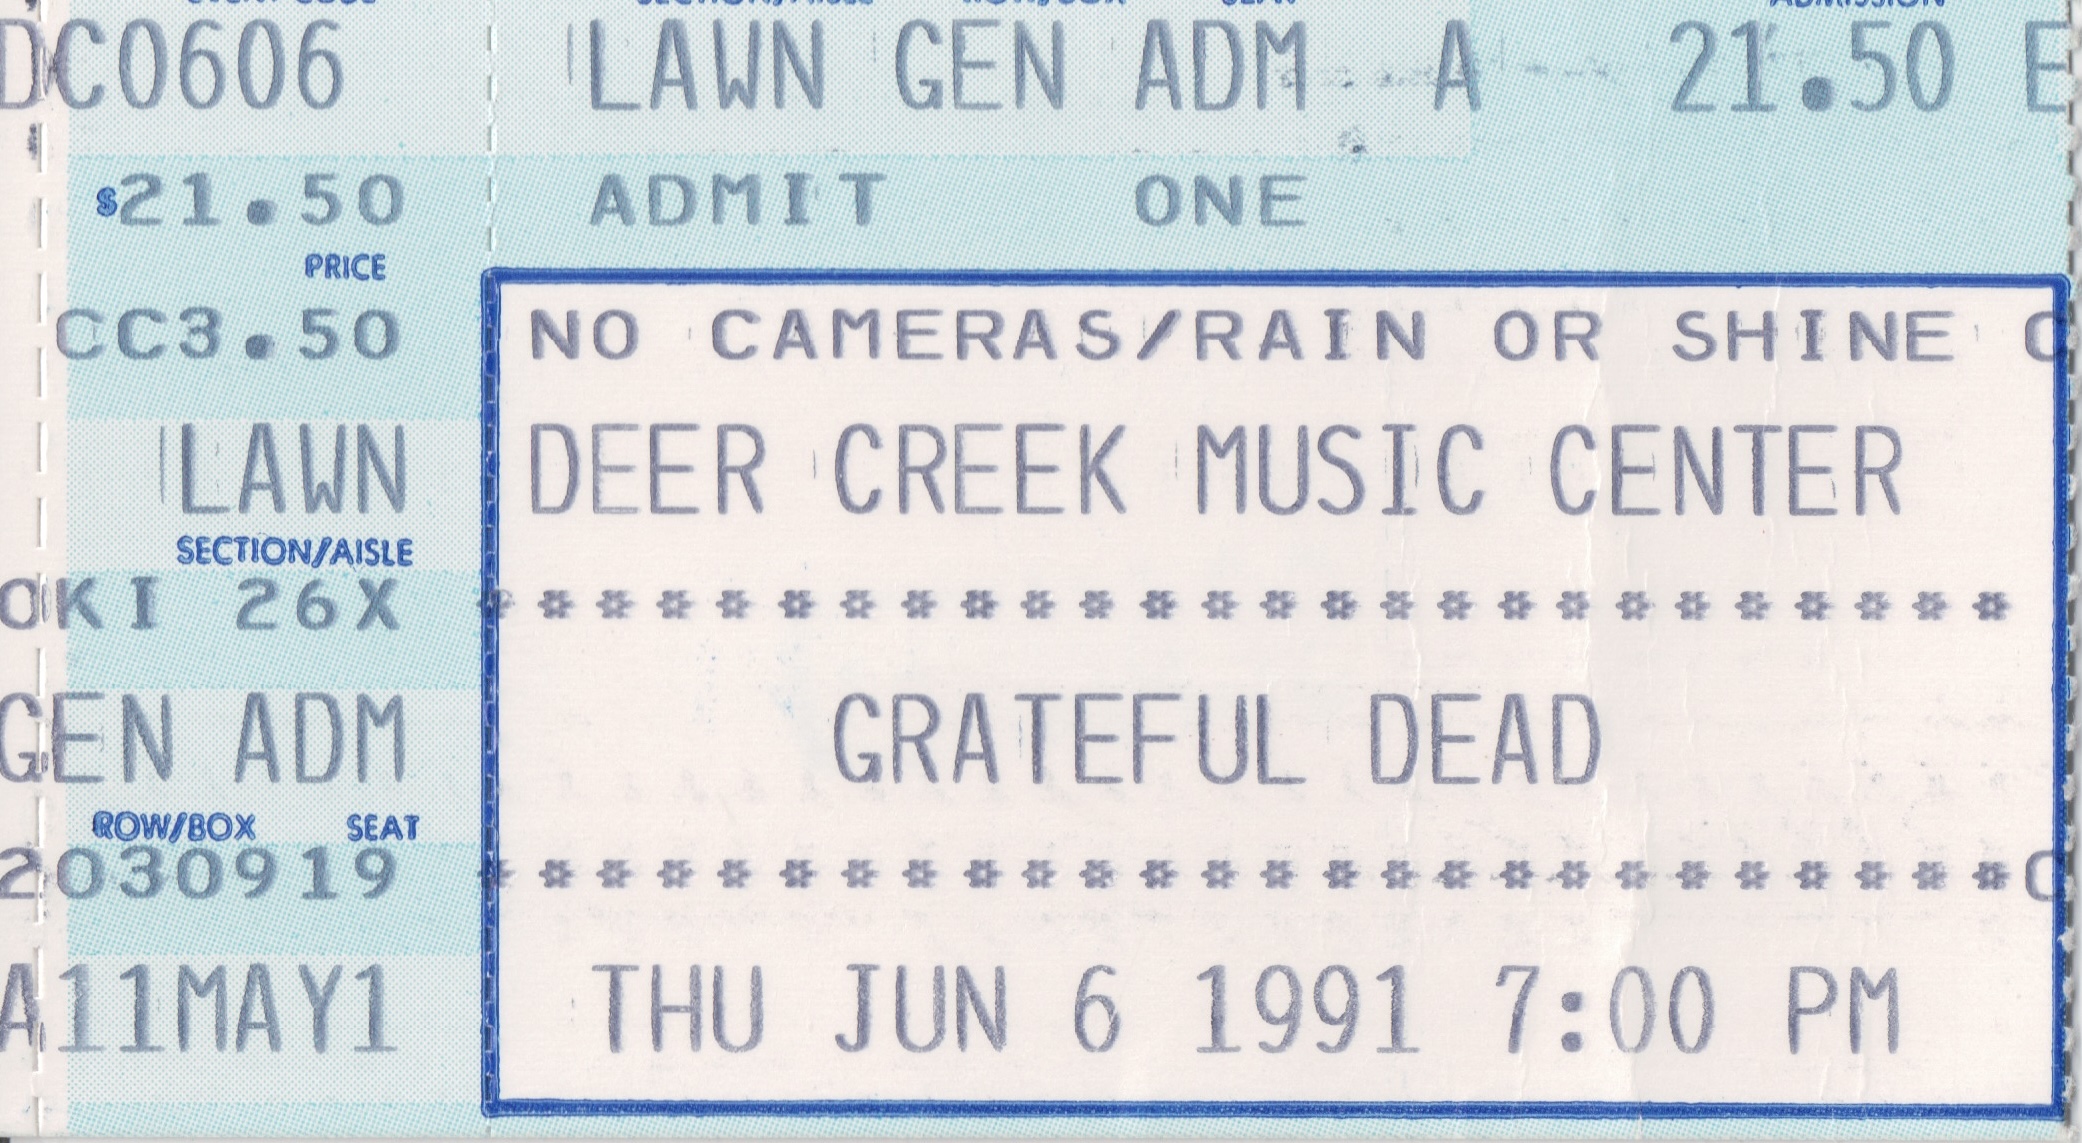 DC0606 LAWN GEN ADM A 21.50 E
$21.50 ADMIT ONE
PRICE
CC3.50 NO CAMERAS/RAIN OR SHINE
LAWN DEER CREEK MUSIC CENTER
SECTION/AISLE
KI 26X * * * * * * * * * * * * * * * * * * * * * * * * *
GEN ADM GRATEFUL DEAD
ROW/BOX SEAT
2030919 * * * * * * * * * * * * * * * * * * * * * * * * *
A11MAY1 THU JUN 6 1991 7:00 PM